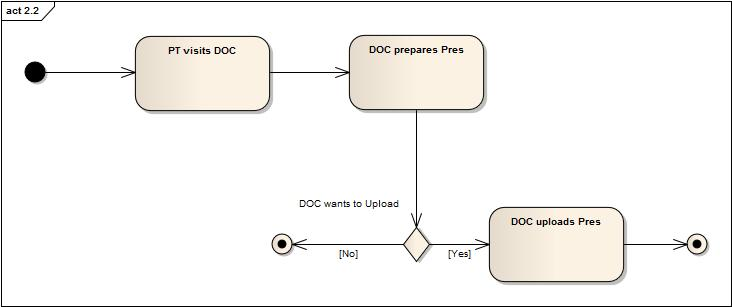 act 2.2
PT visits DOC
DOC prepares Pres
DOC wants to Upload
DOC uploads Pres
[No]
[Yes]